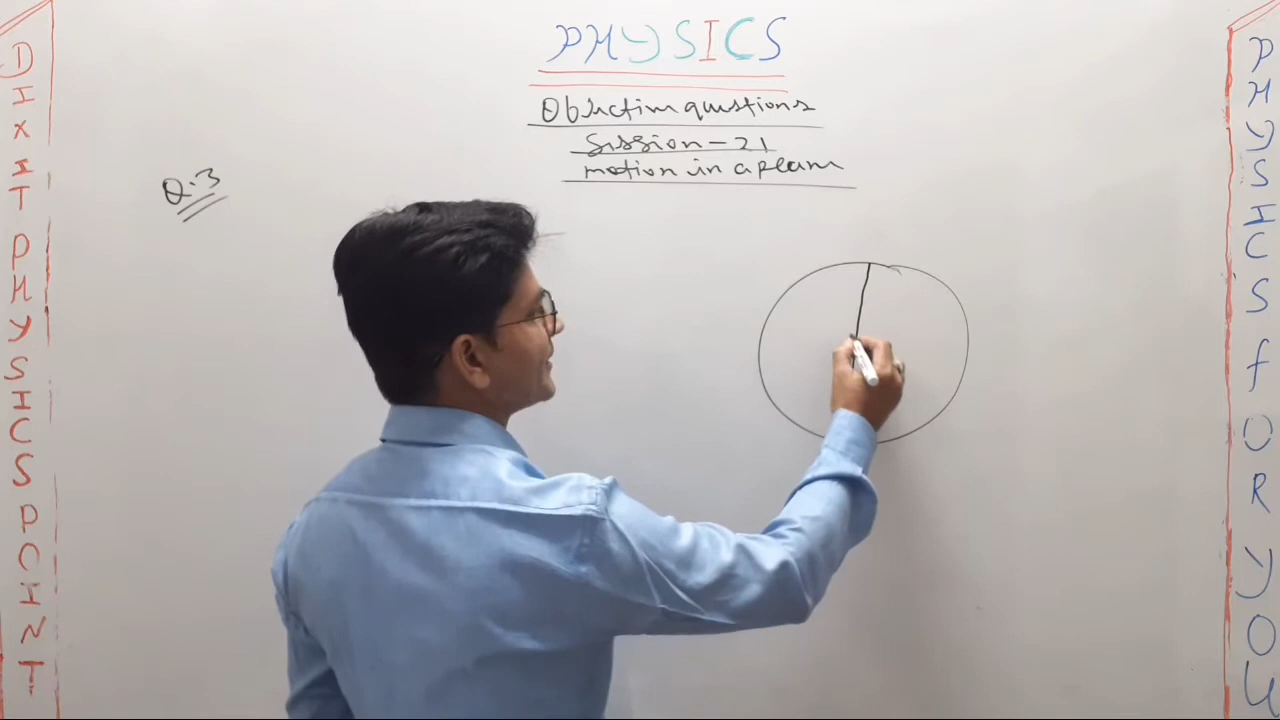 PHYSICS
Objective questions
Session-21
motion in a plane
Q.3
DIXIT PHYSICS POINT
PHYSICS fOR YOU